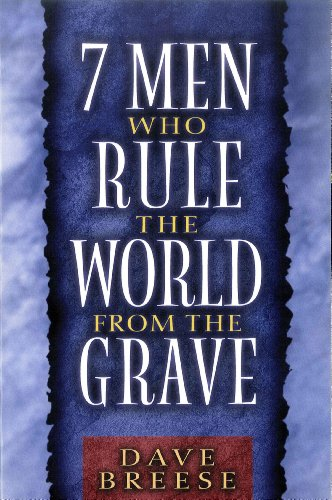 7 MEN
WHO
RULE
THE
WORLD
FROM THE
GRAVE
DAVE
BREESE